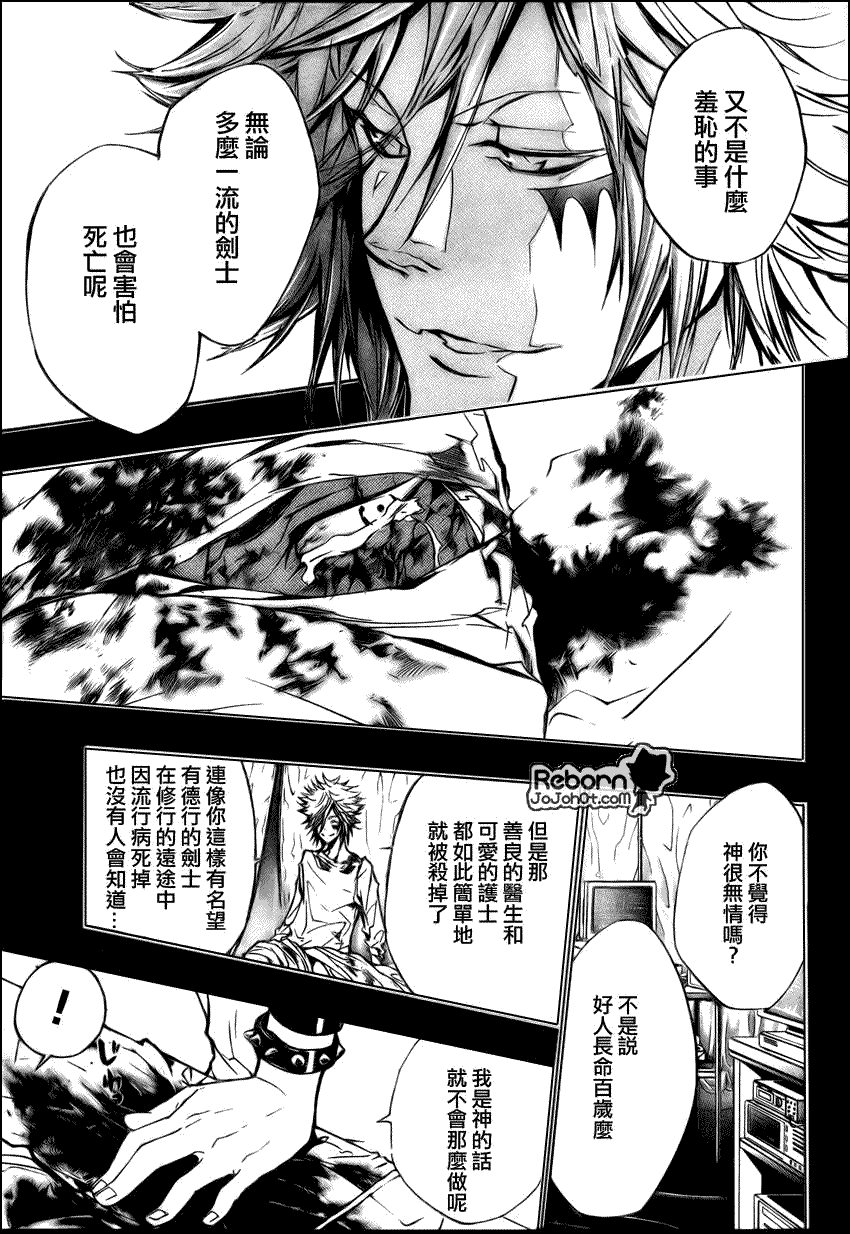 又不是什麼
羞恥的事
無論
多麼一流的劍士
也會害怕
死亡呢
Reborn
JoJoHOt.coM
你不覺得
神很無情嗎？
不是說
好人長命百歲麼
但是那
善良的醫生和
可愛的護士
都如此簡單地
就被殺掉了
連像你這樣有名望
有德行的劍士
在修行的遠途中
因流行病死掉
也沒有人會知道…
我是神的話
就不會那麼做呢
！